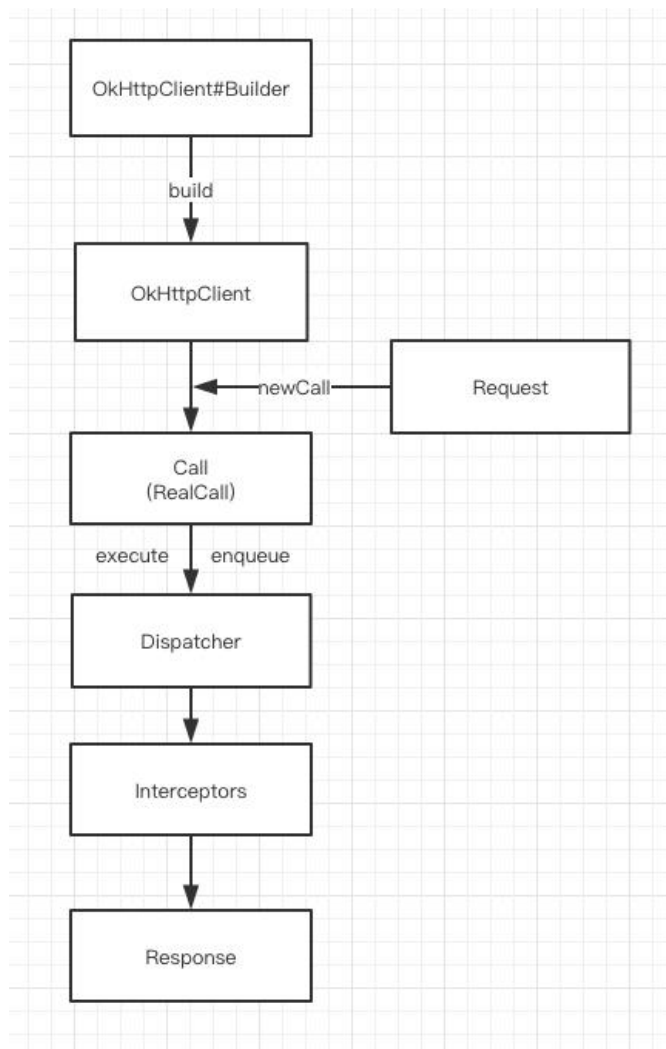 OkHttpClient#Builder
build
OkHttpClient
newCall
Request
Call
(RealCall)
execute enqueue
Dispatcher
Interceptors
Response